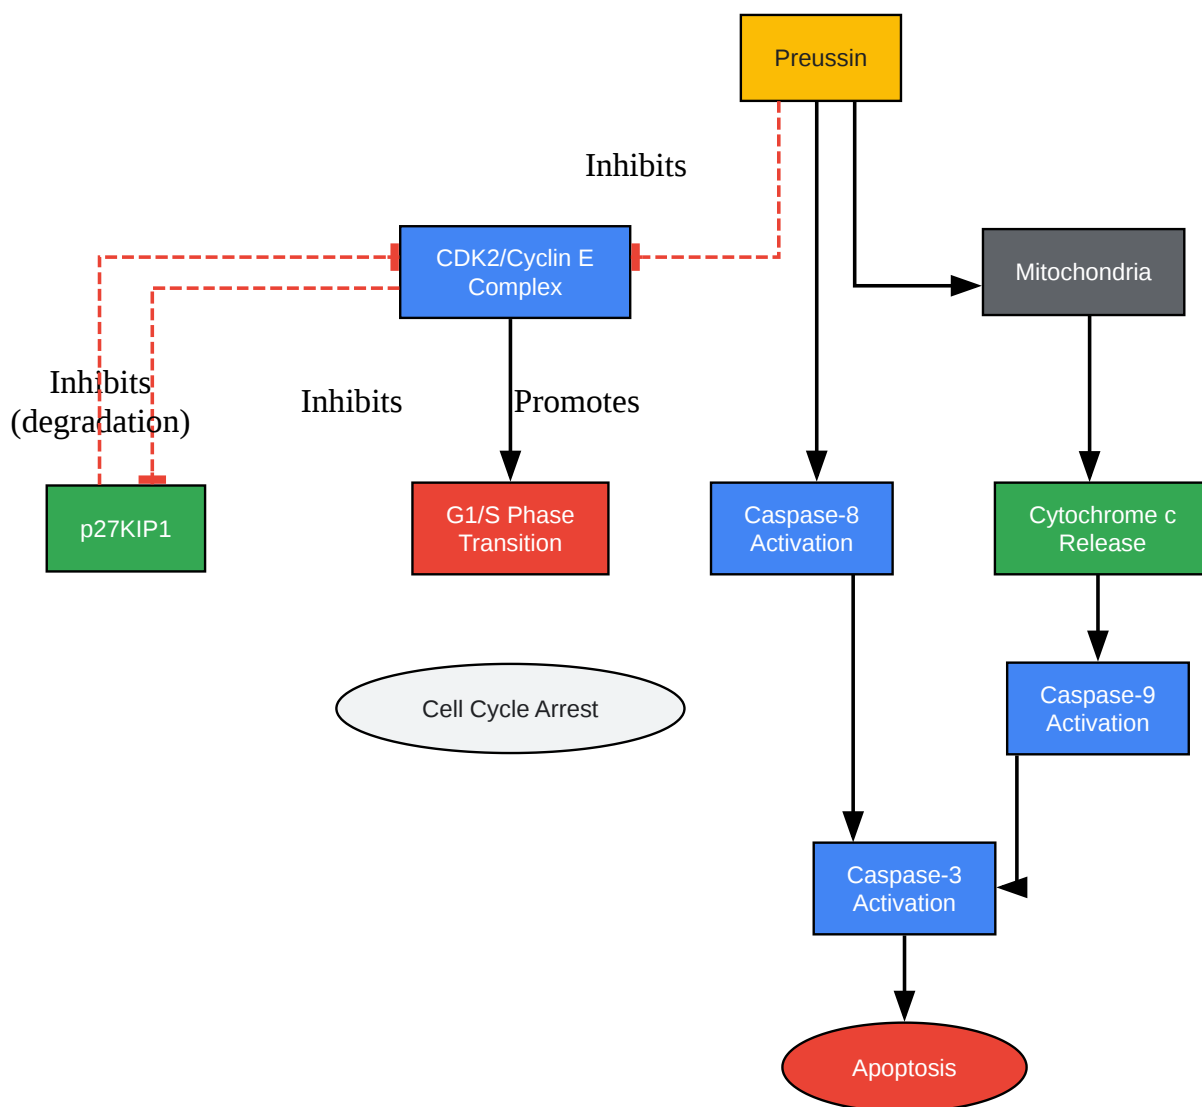 Preussin
Inhibits
CDK2/Cyclin E
Complex
Mitochondria
Inhibits
(degradation)
Inhibits
Promotes
p27KIP1
G1/S Phase
Transition
Caspase-8
Activation
Cytochrome c
Release
Cell Cycle Arrest
Caspase-9
Activation
Caspase-3
Activation
Apoptosis